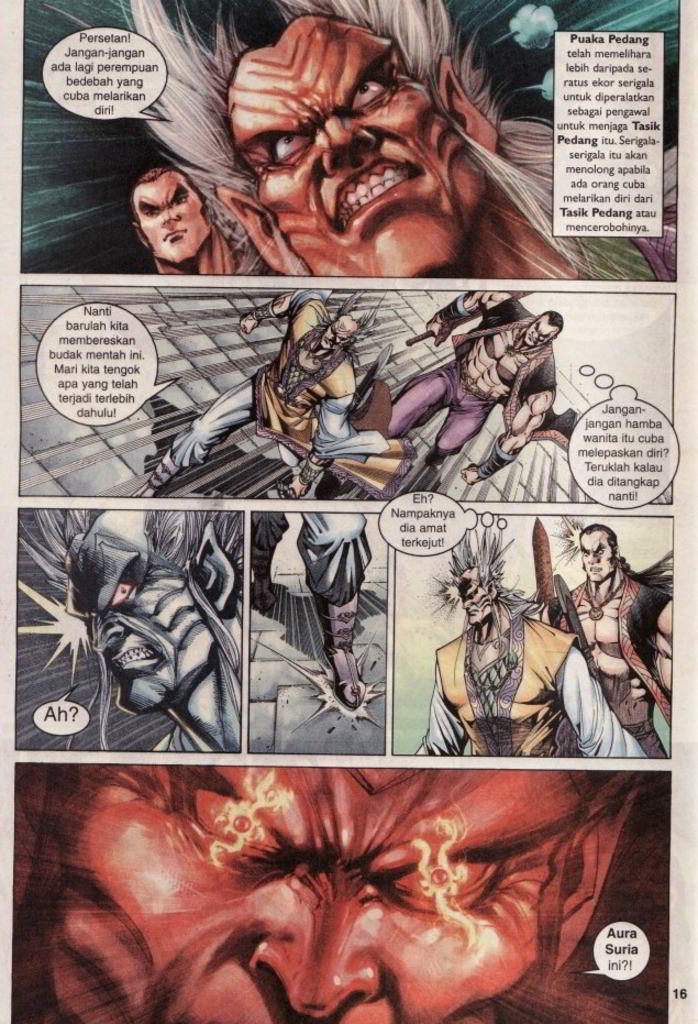 Persetan!
Jangan-jangan
ada lagi perempuan
bedebah yang
cuba melarikan
diri!
Puaka Pedang
telah memelihara
lebih daripada se-
ratus ekor serigala
untuk diperalatkan
sebagai pengawal
untuk menjaga Tasik
Pedang itu. Serigala-
serigala itu akan
menolong apabila
ada orang cuba
melarikan diri dari
Tasik Pedang atau
mencerobohinya.
Nanti
barulah kita
membereskan
budak mentah ini.
Mari kita tengok
apa yang telah
terjadi terlebih
dahulu!
Jangan-
jangan hamba
wanita itu cuba
melepaskan diri?
Teruklah kalau
dia ditangkap
nanti!
Ah?
Eh?
Nampaknya
dia amat
terkejut!
Aura
Suria
ini?!
16